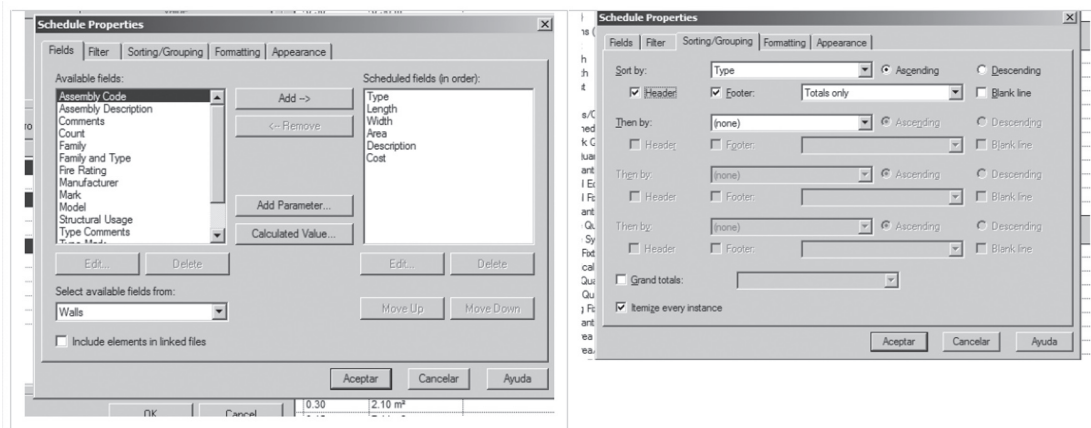 Schedule Properties
Fields
Filter
Sorting/Grouping
Formatting
Appearance
Available fields:
Assembly Code
Assembly Description
Comments
Count
Family
Family and Type
Fire Rating
Manufacturer
Mark
Model
Structural Usage
Type Comments
Type Mark
Add -->
<-- Remove
Add Parameter...
Calculated Value...
Scheduled fields (in order):
Type
Length
Width
Area
Description
Cost
Edit...
Delete
Edit...
Delete
Select available fields from:
Walls
Move Up
Move Down
Include elements in linked files
Aceptar
Cancelar
Ayuda
OK
Cancel
0.30
2.10 m²
Schedule Properties
Fields
Filter
Sorting/Grouping
Formatting
Appearance
Sort by:
Type
Ascending
Descending
Header
Footer:
Totals only
Blank line
Then by:
(none)
Ascending
Descending
Header
Footer:
Blank line
Then by:
(none)
Ascending
Descending
Header
Footer:
Blank line
Then by
(none)
Ascending
Descending
Header
Footer:
Blank line
Grand totals:
Itemize every instance
Aceptar
Cancelar
Ayuda